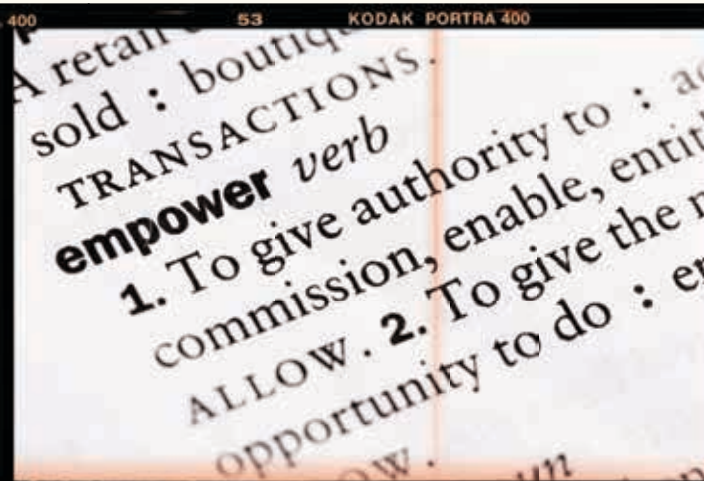 400 53 KODAK PORTRA 400
A retail
sold : boutiq
TRANSACTIONS.
empower verb
1. To give authority to :
commission, enable, entit
ALLOW. 2. To give the
opportunity to do :